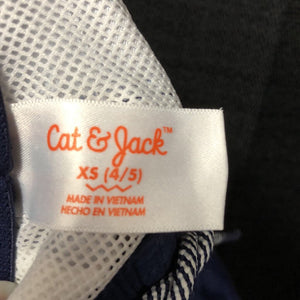 Cat & Jack™
XS (4/5)
MADE IN VIETNAM
HECHO EN VIETNAM